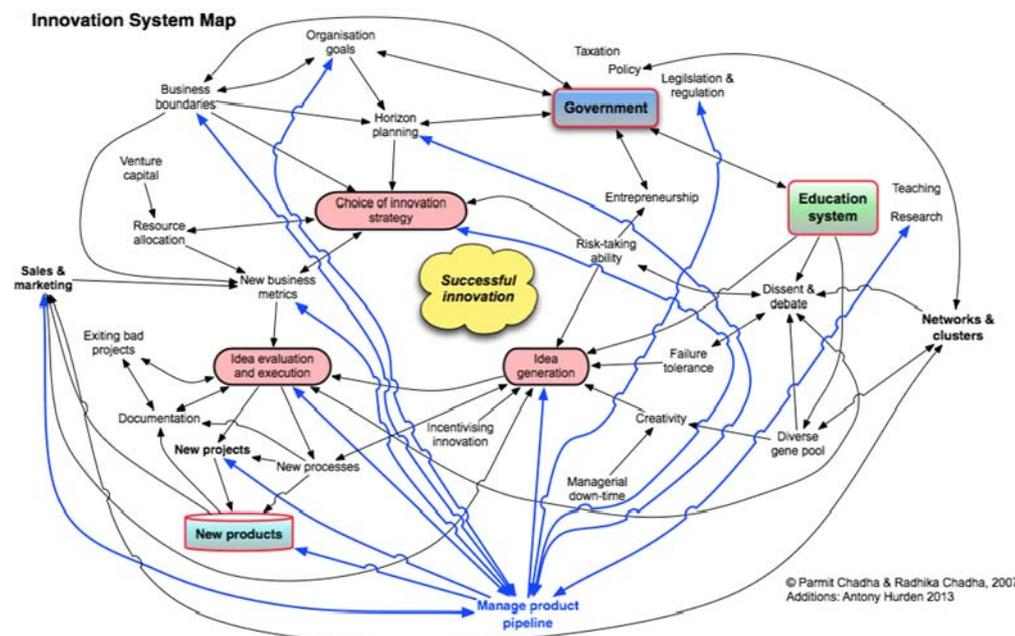 Innovation System Map
Organisation
goals
Taxation
Policy
Legilslation &
regulation
Business
boundaries
Government
Horizon
planning
Venture
capital
Choice of innovation
strategy
Entrepreneurship
Education
system
Teaching
Research
Resource
allocation
Risk-taking
ability
Sales &
marketing
New business
metrics
Successful
innovation
Dissent &
debate
Networks &
clusters
Exiting bad
projects
Idea evaluation
and execution
Idea
generation
Failure
tolerance
Documentation
Incentivising
innovation
Creativity
Diverse
gene pool
New projects
New processes
Managerial
down-time
New products
Manage product
pipeline
© Parmit Chadha & Radhika Chadha, 2007
Additions: Antony Hurden 2013